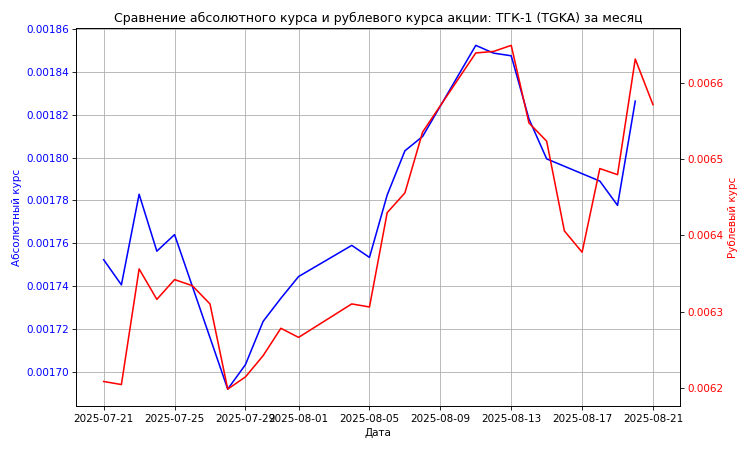 Сравнение абсолютного курса и рублевого курса акции: ТГК-1 (TGKA) за месяц
0.00186
0.00184
0.00182
0.00180
0.00178
0.00176
0.00174
0.00172
0.00170
Абсолютный курс
0.0066
0.0065
0.0064
0.0063
0.0062
Рублевый курс
2025-07-21 2025-07-25 2025-07-29 2025-08-01 2025-08-05 2025-08-09 2025-08-13 2025-08-17 2025-08-21
Дата